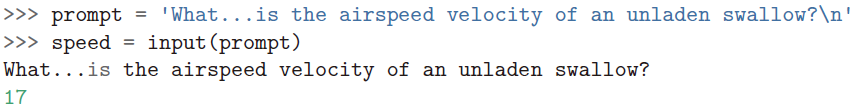 >>> prompt = 'What...is the airspeed velocity of an unladen swallow?\n'
>>> speed = input(prompt)
What...is the airspeed velocity of an unladen swallow?
17